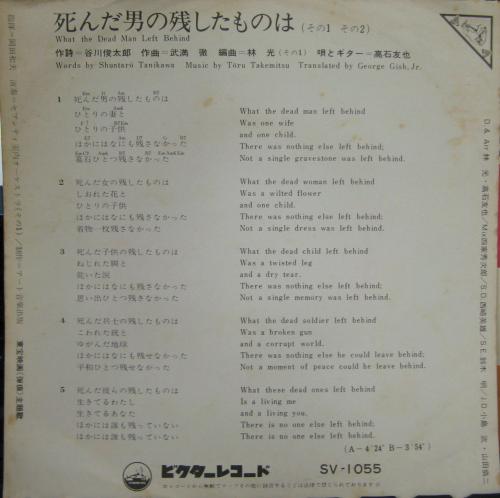 死んだ男の残したものは(その1 その2)
What the Dead Man Left Behind
作詩=谷川俊太郎 作曲=武満 徹 編曲=林 光(その1) 唄とギター=高石友也
Words by Shuntarō Tanikawa Music by Tōru Takemitsu Translated by George Gish, Jr.
1 死んだ男の残したものは
ひとりの妻と
ひとりの子供
ほかにはなにも残さなかった
墓石ひとつ残さなかった
What the dead man left behind
Was one wife
and one child.
There was nothing else left behind;
Not a single gravestone was left behind.
2 死んだ女の残したものは
しおれた花と
ひとりの子供
ほかにはなにも残さなかった
着物一枚残さなかった
What the dead woman left behind
Was a wilted flower
and one child.
There was nothing else left behind;
Not a single dress was left behind.
3 死んだ子供の残したものは
ねじれた脚と
乾いた涙
ほかにはなにも残さなかった
思い出ひとつ残さなかった
What the dead child left behind
Was a twisted leg
and a dry tear.
There was nothing else left behind;
Not a single memory was left behind.
4 死んだ兵士の残したものは
こわれた銃と
ゆがんだ地球
ほかにはなにも残せなかった
平和ひとつ残せなかった
What the dead soldier left behind
Was a broken gun
and a corrupt world.
There was nothing else he could leave behind;
Not a moment of peace could he leave behind.
5 死んだ彼らの残したものは
生きてるわたし
生きてるあなた
ほかには誰も残っていない
ほかには誰も残っていない
What these dead ones left behind
Is a living me
and a living you.
There is no one else left behind;
There is no one else left behind.
(A-4′24″ B-3′54″)
ビクターレコード SV-1055
東宝映画(伊豆)主題歌